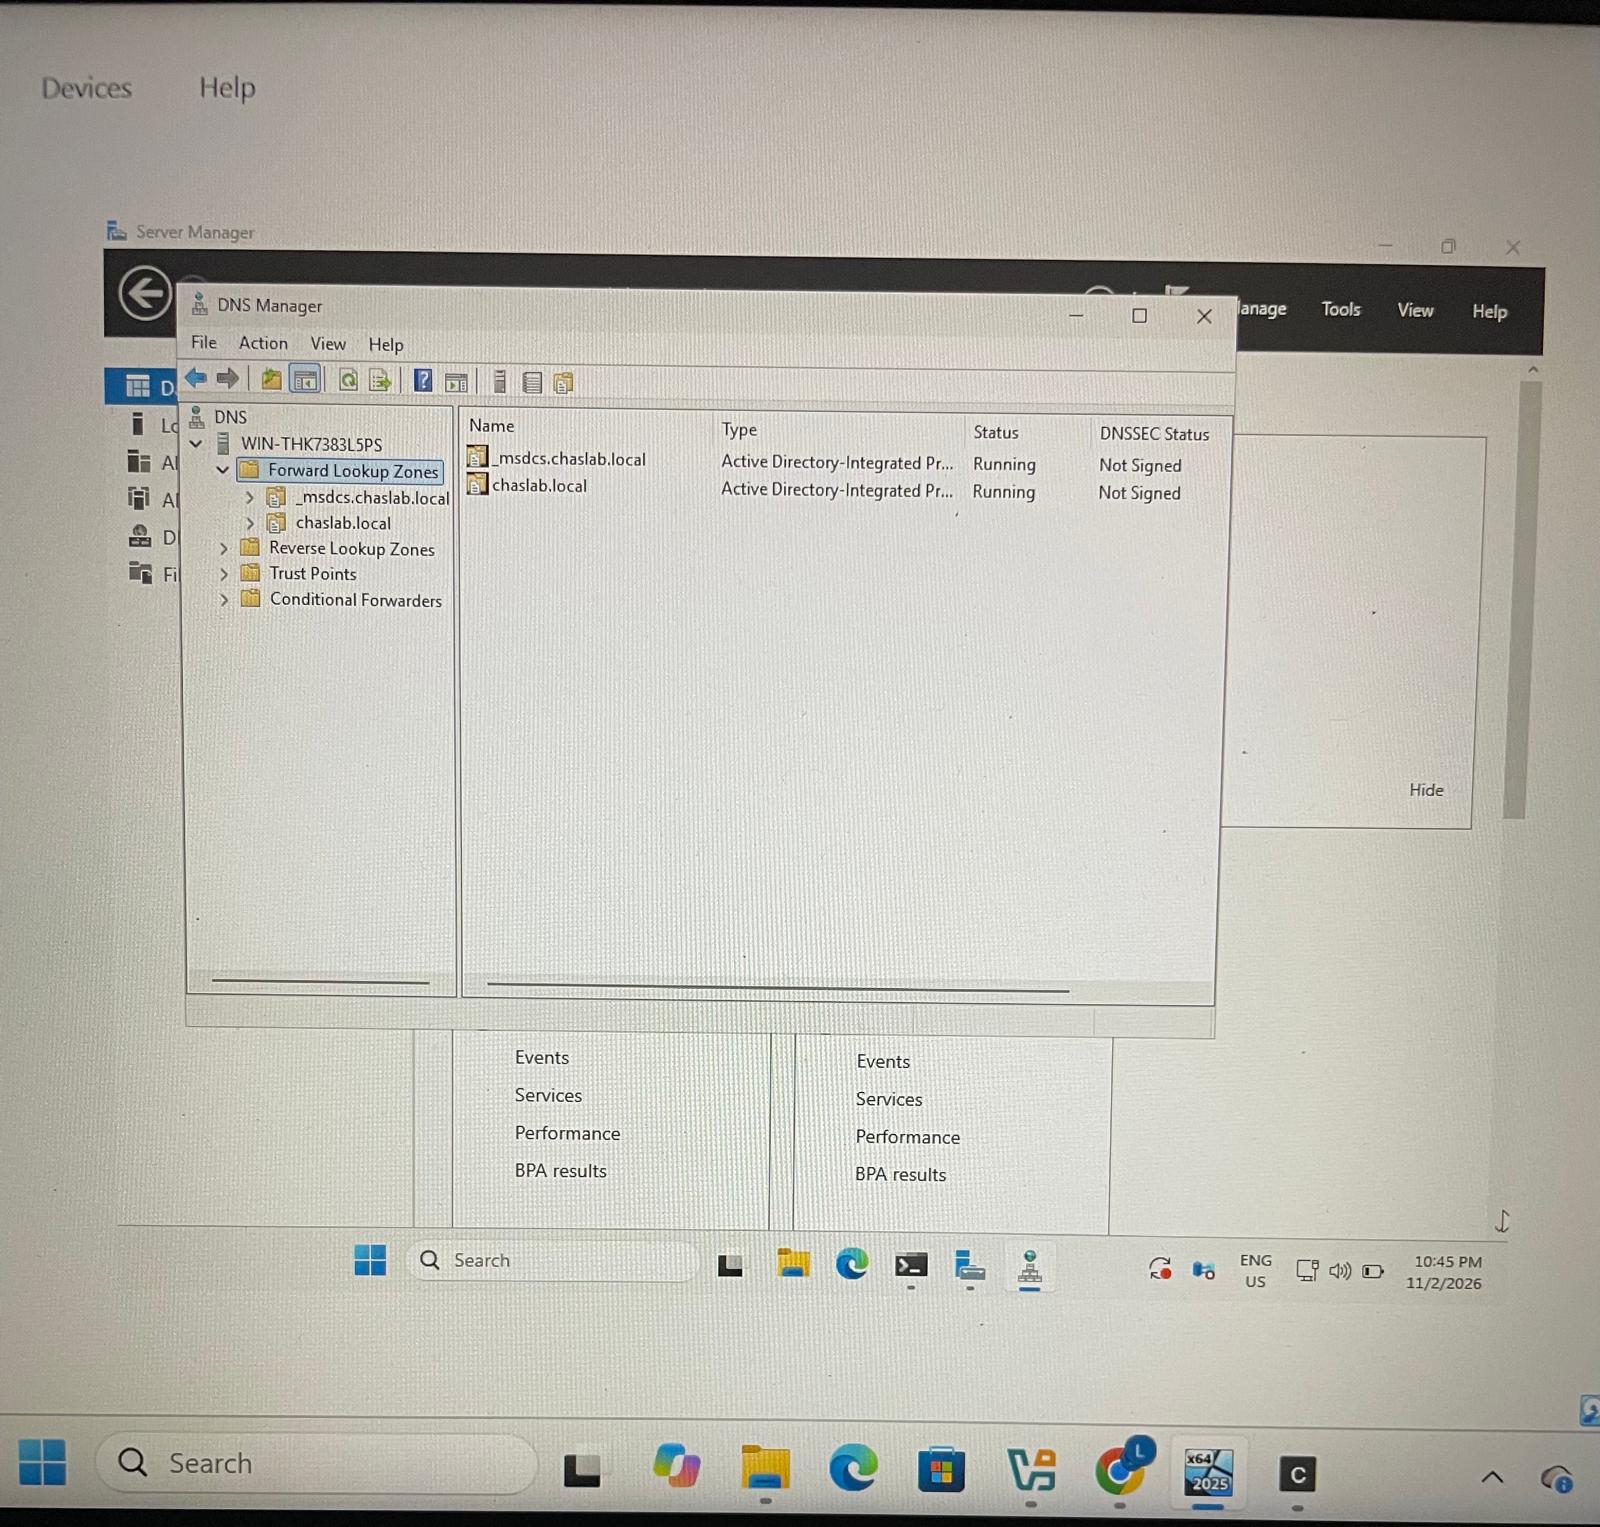 Devices Help
Server Manager
anage Tools View Help
DNS Manager
File Action View Help
D
Lo
Al
Al
D
Fi
DNS
WIN-THK7383L5PS
Forward Lookup Zones
_msdcs.chaslab.local
chaslab.local
Reverse Lookup Zones
Trust Points
Conditional Forwarders
Name Type Status DNSSEC Status
_msdcs.chaslab.local Active Directory-Integrated Pr... Running Not Signed
chaslab.local Active Directory-Integrated Pr... Running Not Signed
Hide
Events Events
Services Services
Performance Performance
BPA results BPA results
Search
ENG
US
10:45 PM
11/2/2026
Search
L
x64
2025
C